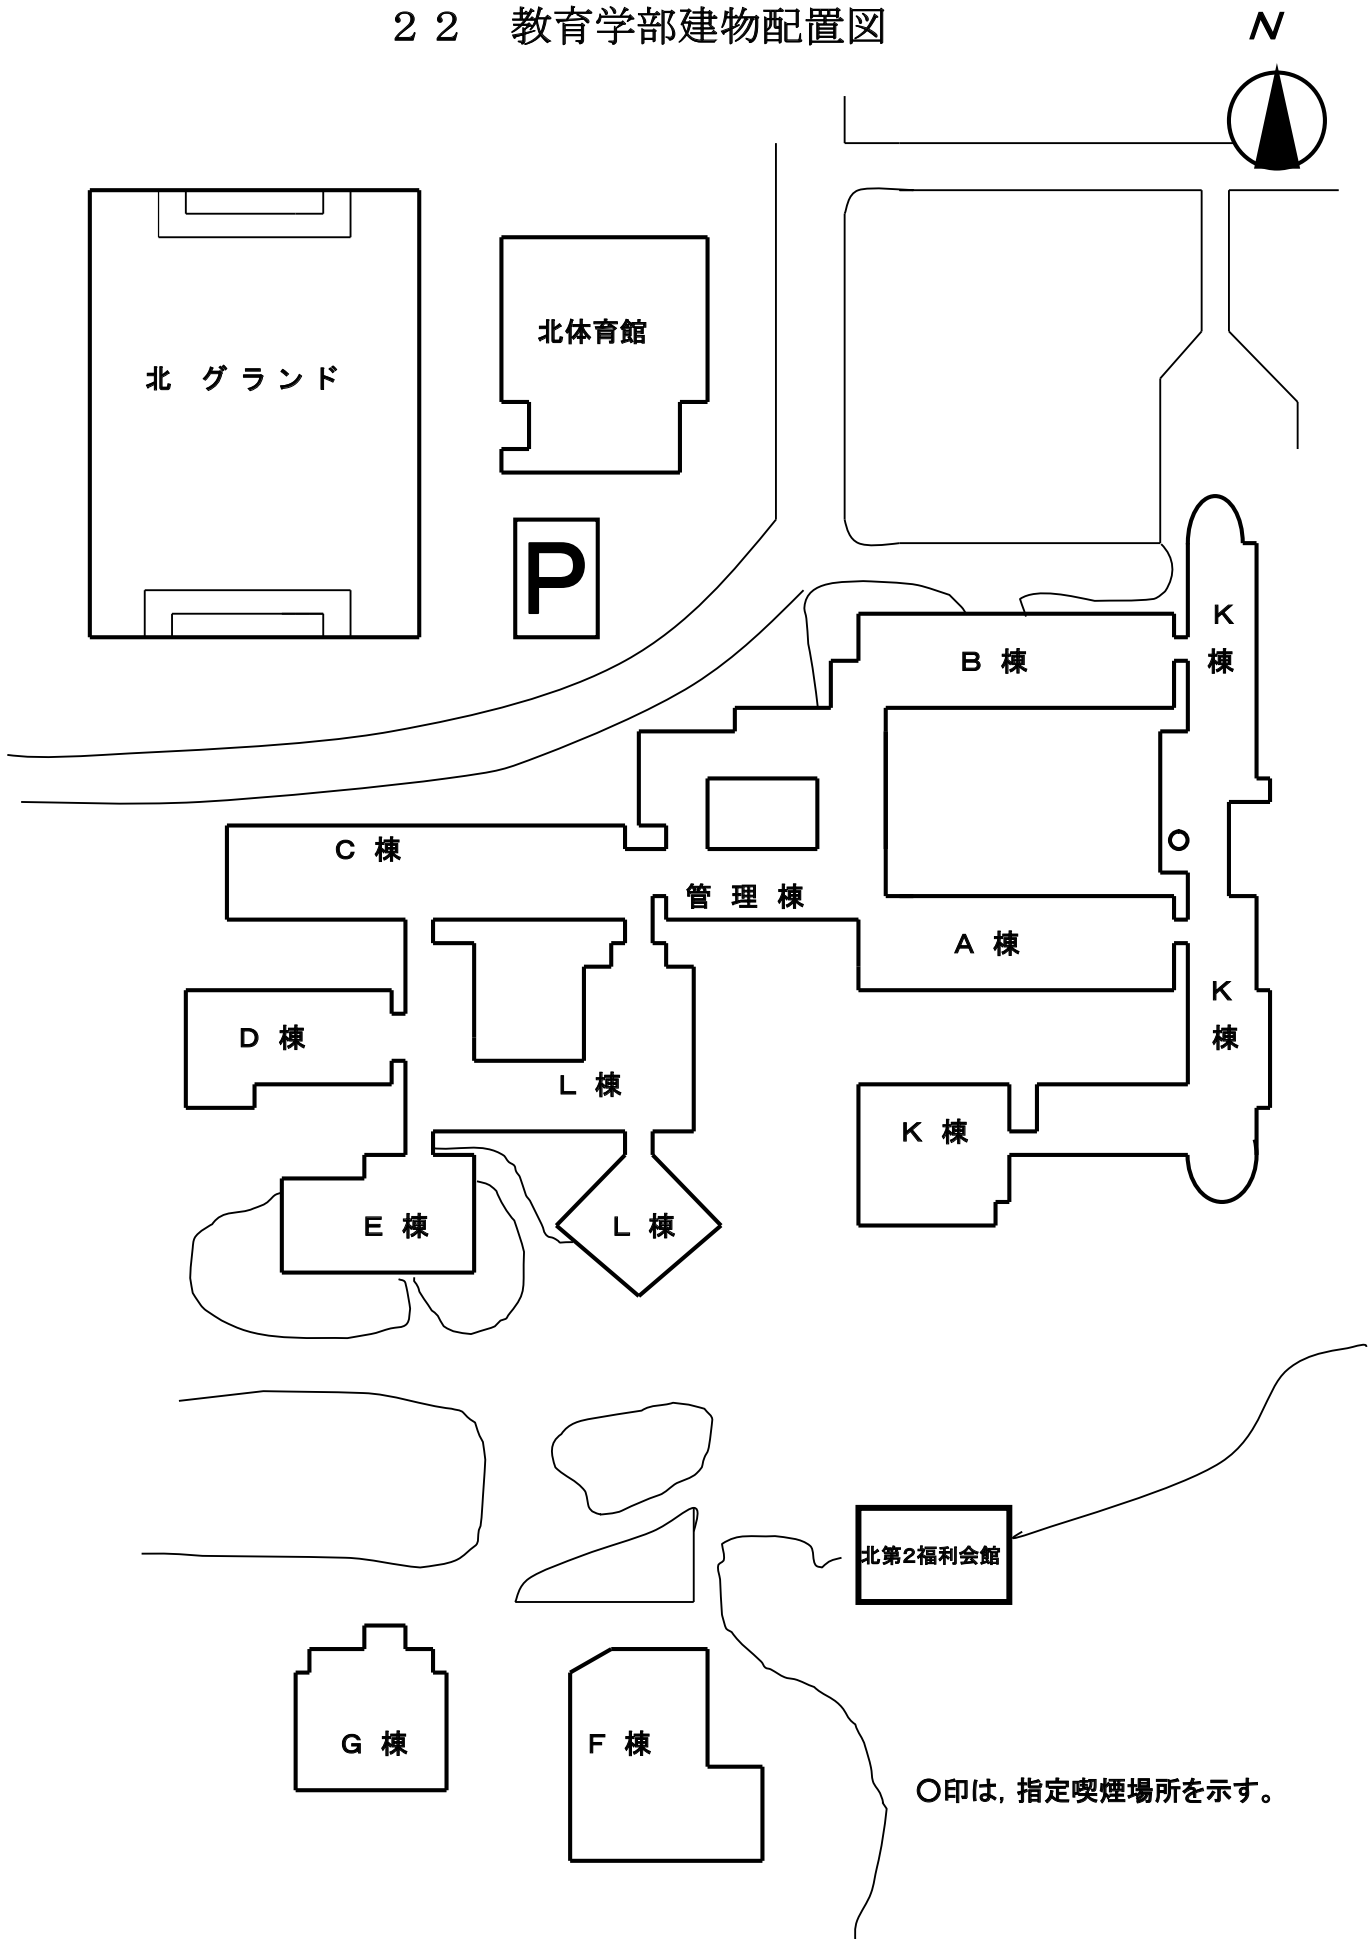 ２２　教育学部建物配置図
N
北体育館
北　グランド
P
K
棟
B 棟
C 棟
管 理 棟
A 棟
K
棟
D 棟
L 棟
K 棟
E 棟
L 棟
北第２福利会館
G 棟
F 棟
○印は，指定喫煙場所を示す。